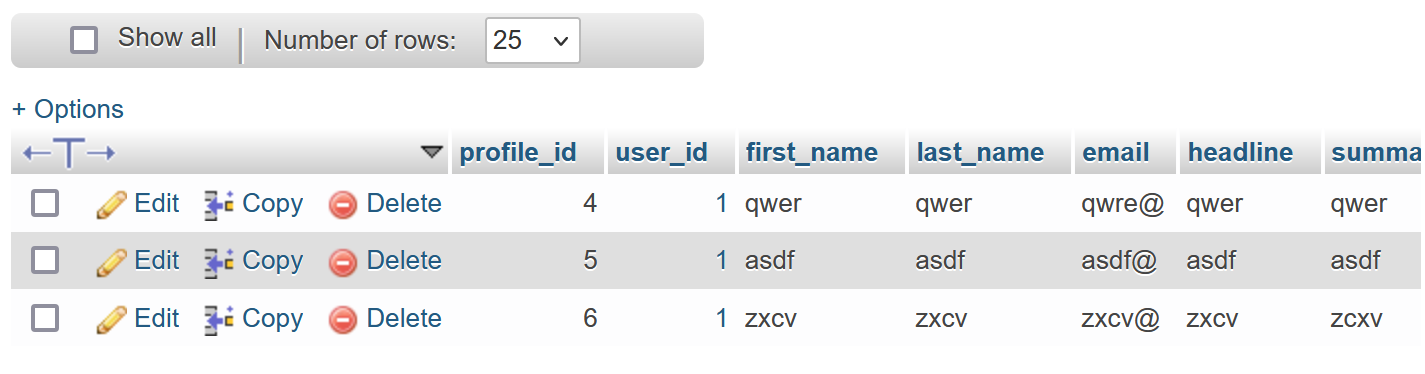 Show all Number of rows: 25
+ Options
profile_id user_id first_name last_name email headline summa
Edit Copy Delete 4 1 qwer qwer qwre@ qwer qwer
Edit Copy Delete 5 1 asdf asdf asdf@ asdf asdf
Edit Copy Delete 6 1 zxcv zxcv zxcv@ zxcv zcxv